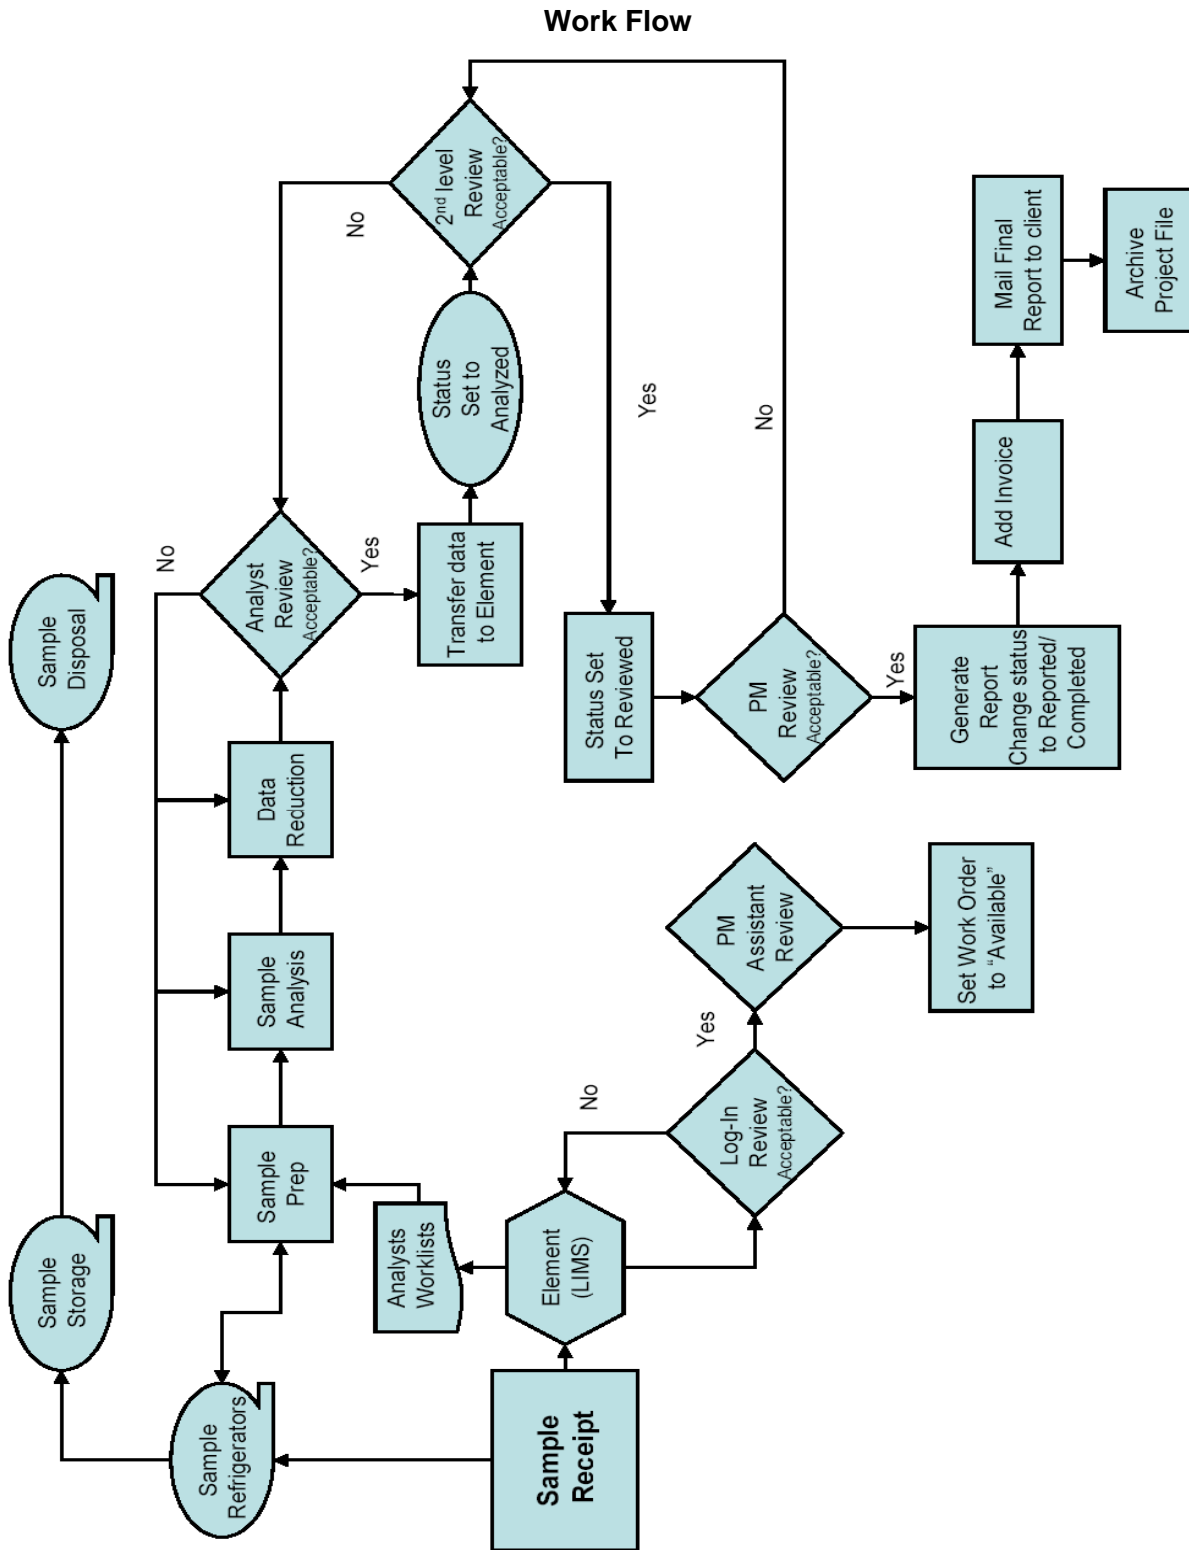 Work Flow
Sample
Disposal
Sample
Storage
Sample
Refrigerators
Sample
Receipt
Element
(LIMS)
Analysts
Worklists
Sample
Prep
Sample
Analysis
Data
Reduction
Analyst
Review
Acceptable?
No
Yes
Transfer data
to Element
Status
Set to
Analyzed
2nd level
Review
Acceptable?
No
Yes
Status Set
To Reviewed
PM
Review
Acceptable?
No
Yes
Generate
Report
Change status
to Reported/
Completed
Add Invoice
Mail Final
Report to client
Archive
Project File
Log-In
Review
Acceptable?
No
Yes
PM
Assistant
Review
Set Work Order
to “Available”